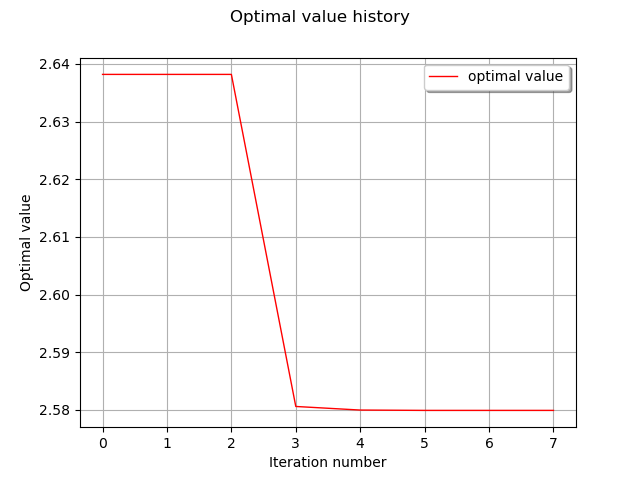 Optimal value history
optimal value
Optimal value
2.64
2.63
2.62
2.61
2.60
2.59
2.58
0 1 2 3 4 5 6 7
Iteration number